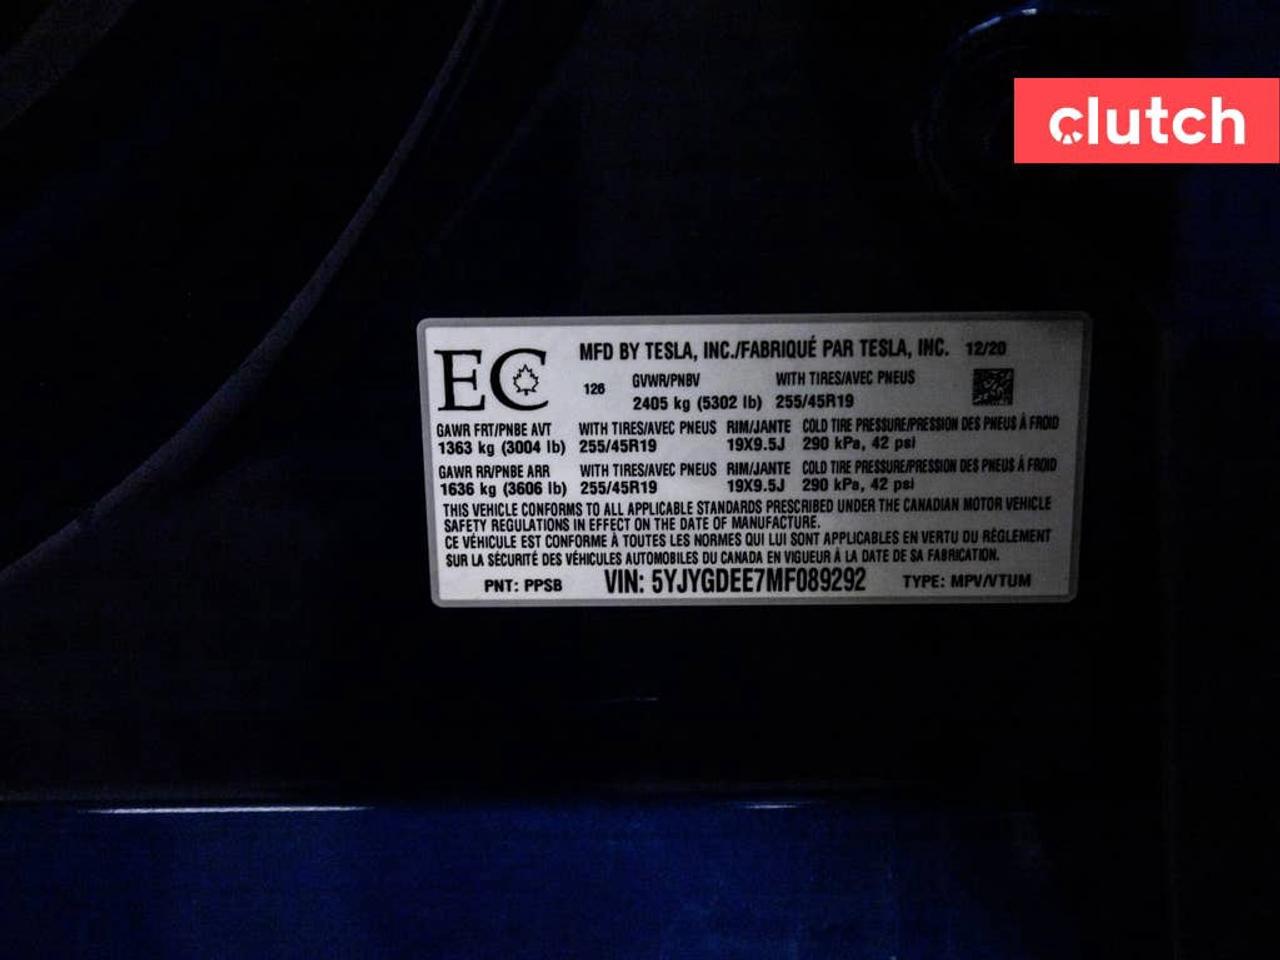 clutch
EC
MFD BY TESLA, INC./FABRIQUÉ PAR TESLA, INC. 12/20
126 GVWR/PNBV WITH TIRES/AVEC PNEUS
2405 kg (5302 lb) 255/45R19
GAWR FRT/PNBE AVT WITH TIRES/AVEC PNEUS RIM/JANTE COLD TIRE PRESSURE/PRESSION DES PNEUS À FROID
1363 kg (3004 lb) 255/45R19 19X9.5J 290 kPa, 42 psi
GAWR RR/PNBE ARR WITH TIRES/AVEC PNEUS RIM/JANTE COLD TIRE PRESSURE/PRESSION DES PNEUS À FROID
1636 kg (3606 lb) 255/45R19 19X9.5J 290 kPa, 42 psi
THIS VEHICLE CONFORMS TO ALL APPLICABLE STANDARDS PRESCRIBED UNDER THE CANADIAN MOTOR VEHICLE
SAFETY REGULATIONS IN EFFECT ON THE DATE OF MANUFACTURE.
CE VÉHICULE EST CONFORME À TOUTES LES NORMES QUI LUI SONT APPLICABLES EN VERTU DU RÈGLEMENT
SUR LA SÉCURITÉ DES VÉHICULES AUTOMOBILES DU CANADA EN VIGUEUR À LA DATE DE SA FABRICATION.
PNT: PPSB VIN: 5YJYGDEE7MF089292 TYPE: MPV/VTUM